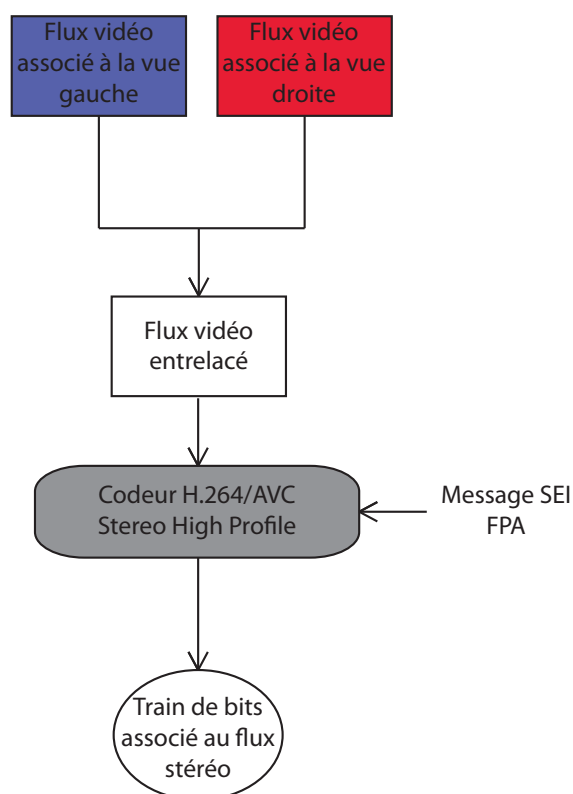 Flux vidéo
associé à la vue
gauche
Flux vidéo
associé à la vue
droite
Flux vidéo
entrelacé
Codeur H.264/AVC
Stereo High Profile
Message SEI
FPA
Train de bits
associé au flux
stéréo